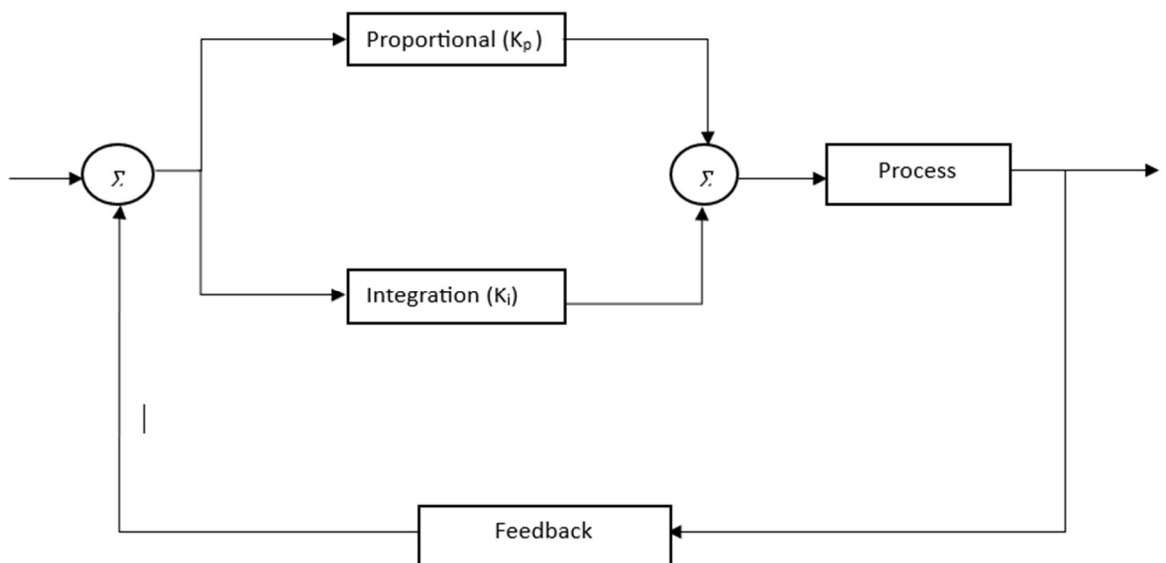 Proportional (Kₚ)
Σ
Σ
Process
Integration (Kᵢ)
Feedback